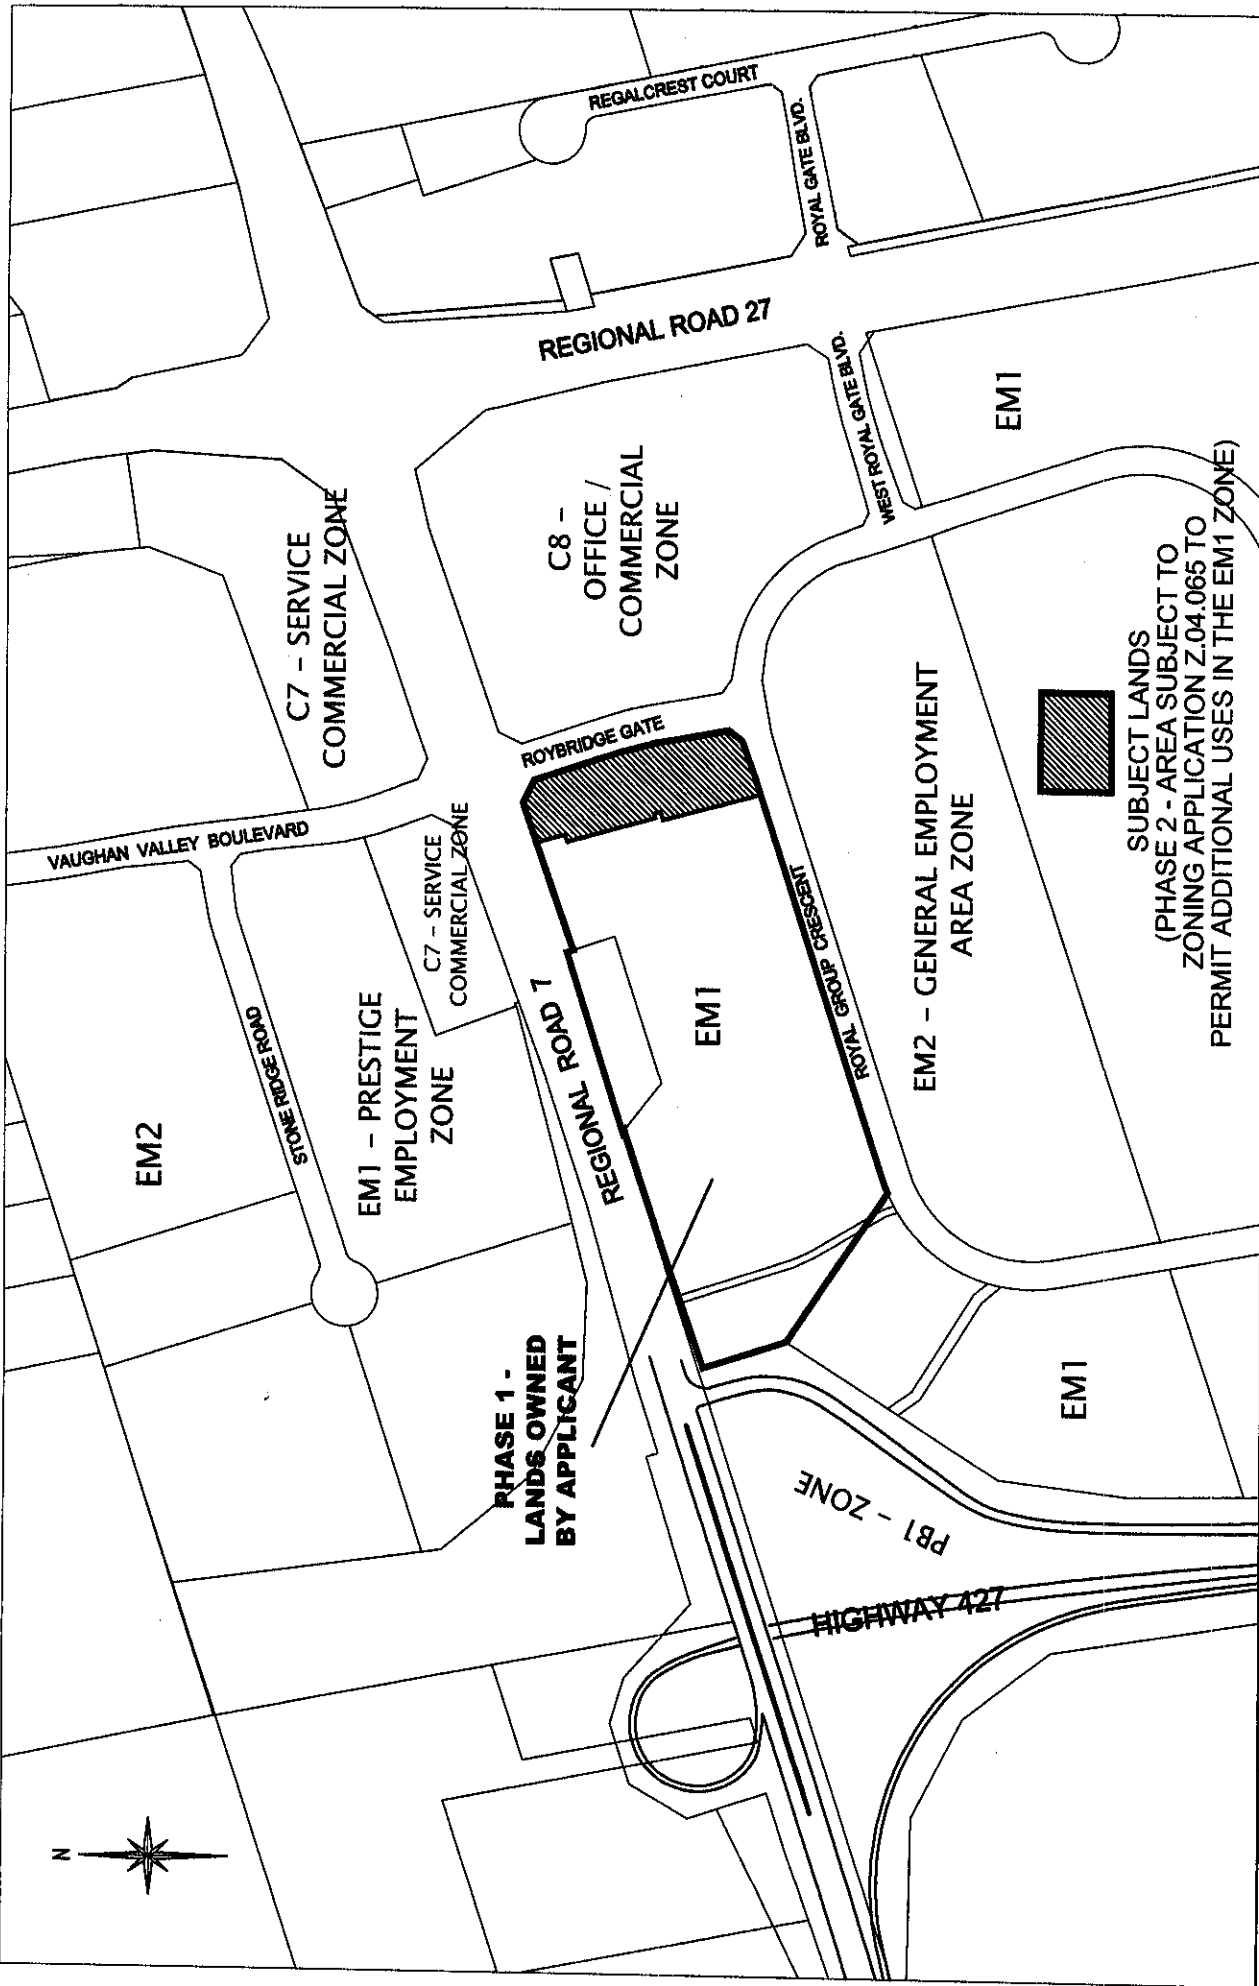 N
VAUGHAN VALLEY BOULEVARD
STONE RIDGE ROAD
EM2
EM1 - PRESTIGE
EMPLOYMENT
ZONE
C7 - SERVICE
COMMERCIAL ZONE
C7 - SERVICE
COMMERCIAL ZONE
REGALCREST COURT
ROYAL GATE BLVD.
REGIONAL ROAD 27
WEST ROYAL GATE BLVD.
EM1
C8 -
OFFICE /
COMMERCIAL
ZONE
ROYBRIDGE GATE
REGIONAL ROAD 7
EM1
ROYAL GROUP CRESCENT
EM2 - GENERAL EMPLOYMENT
AREA ZONE
PHASE 1 -
LANDS OWNED
BY APPLICANT
PB1 - ZONE
HIGHWAY 427
EM1
SUBJECT LANDS
(PHASE 2 - AREA SUBJECT TO
ZONING APPLICATION Z.04.065 TO
PERMIT ADDITIONAL USES IN THE EM1 ZONE)